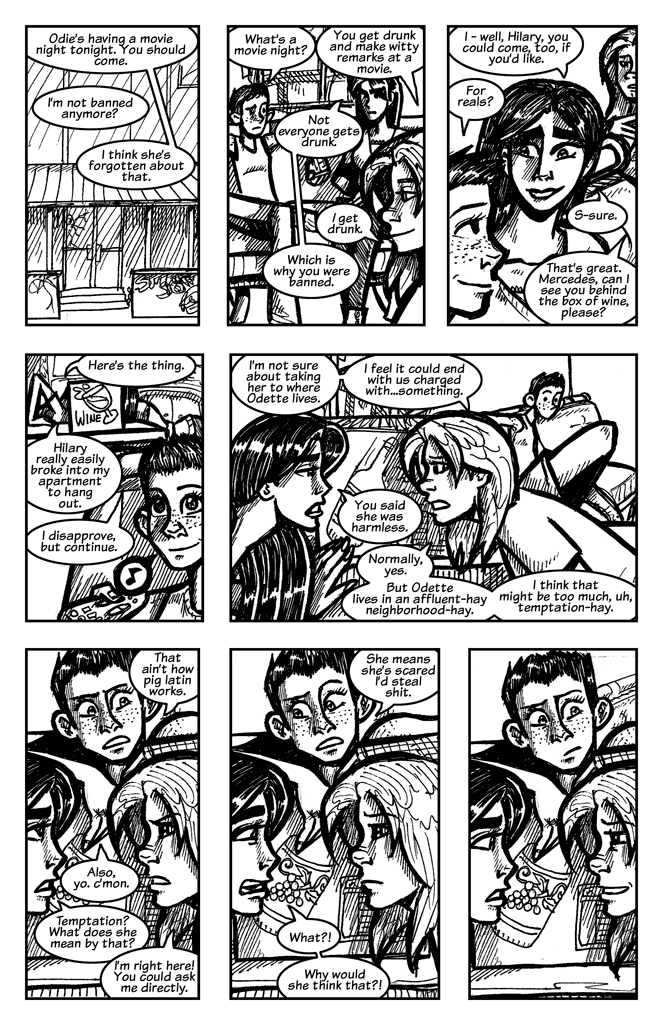 Odie's having a movie
night tonight. You should
come.
I'm not banned
anymore?
I think she's
forgotten about
that.
What's a
movie night?
You get drunk
and make witty
remarks at a
movie.
Not
everyone gets
drunk.
I get
drunk.
Which is
why you were
banned.
I - well, Hilary, you
could come, too, if
you'd like.
For
reals?
S-sure.
That's great.
Mercedes, can I
see you behind
the box of wine,
please?
Here's the thing.
WINE
Hilary
really easily
broke into my
apartment
to hang
out.
I disapprove,
but continue.
I'm not sure
about taking
her to where
Odette lives.
I feel it could end
with us charged
with...something.
You said
she was
harmless.
Normally,
yes.
But Odette
lives in an affluent-hay
neighborhood-hay.
I think that
might be too much, uh,
temptation-hay.
That
ain't how
pig latin
works.
Also,
yo. c'mon.
Temptation?
What does she
mean by that?
I'm right here!
You could ask
me directly.
She means
she's scared
I'd steal
shit.
What?!
Why would
she think that?!